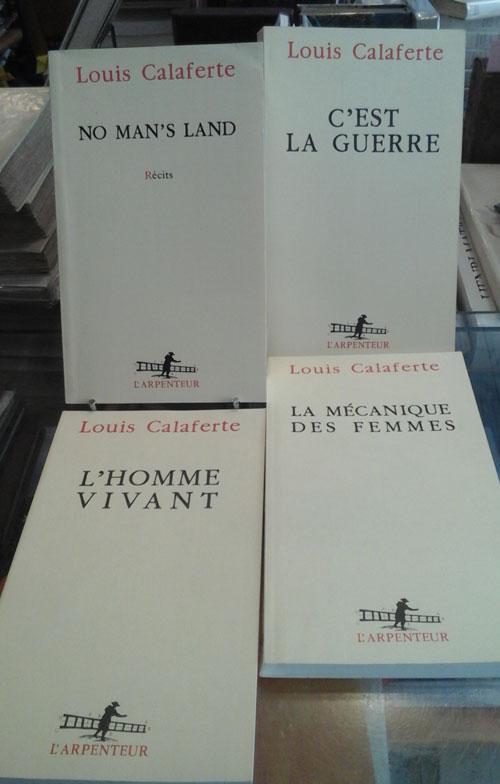 Louis Calaferte
NO MAN'S LAND
Récits
L'ARPENTEUR
Louis Calaferte
C'EST
LA GUERRE
L'ARPENTEUR
Louis Calaferte
L'HOMME
VIVANT
L'ARPENTEUR
Louis Calaferte
LA MÉCANIQUE
DES FEMMES
L'ARPENTEUR